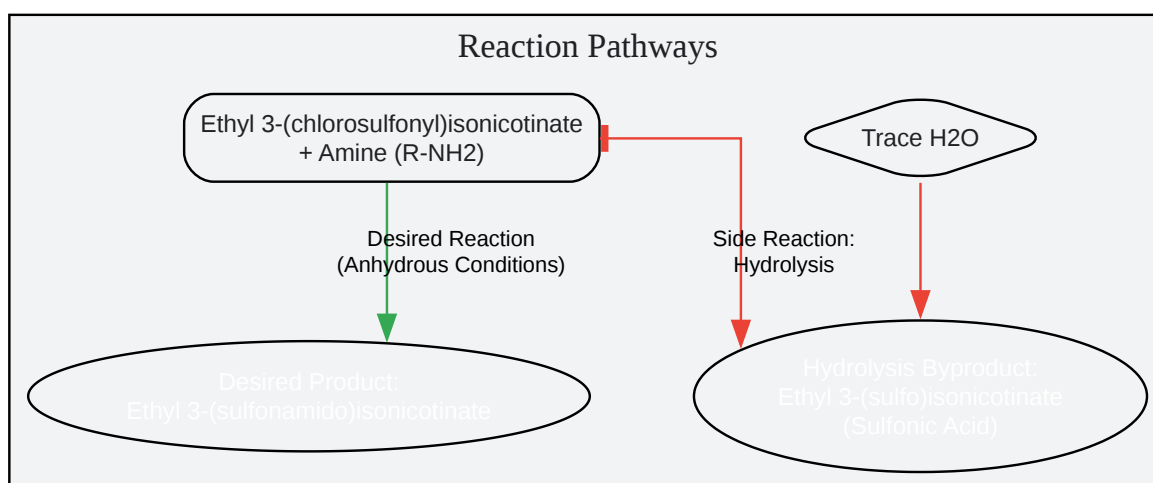 Reaction Pathways
Ethyl 3-(chlorosulfonyl)isonicotinate
+ Amine (R-NH2)
Trace H2O
Desired Reaction
(Anhydrous Conditions)
Side Reaction:
Hydrolysis
Desired Product:
Ethyl 3-(sulfonamido)isonicotinate
Hydrolysis Byproduct:
Ethyl 3-(sulfo)isonicotinate
(Sulfonic Acid)